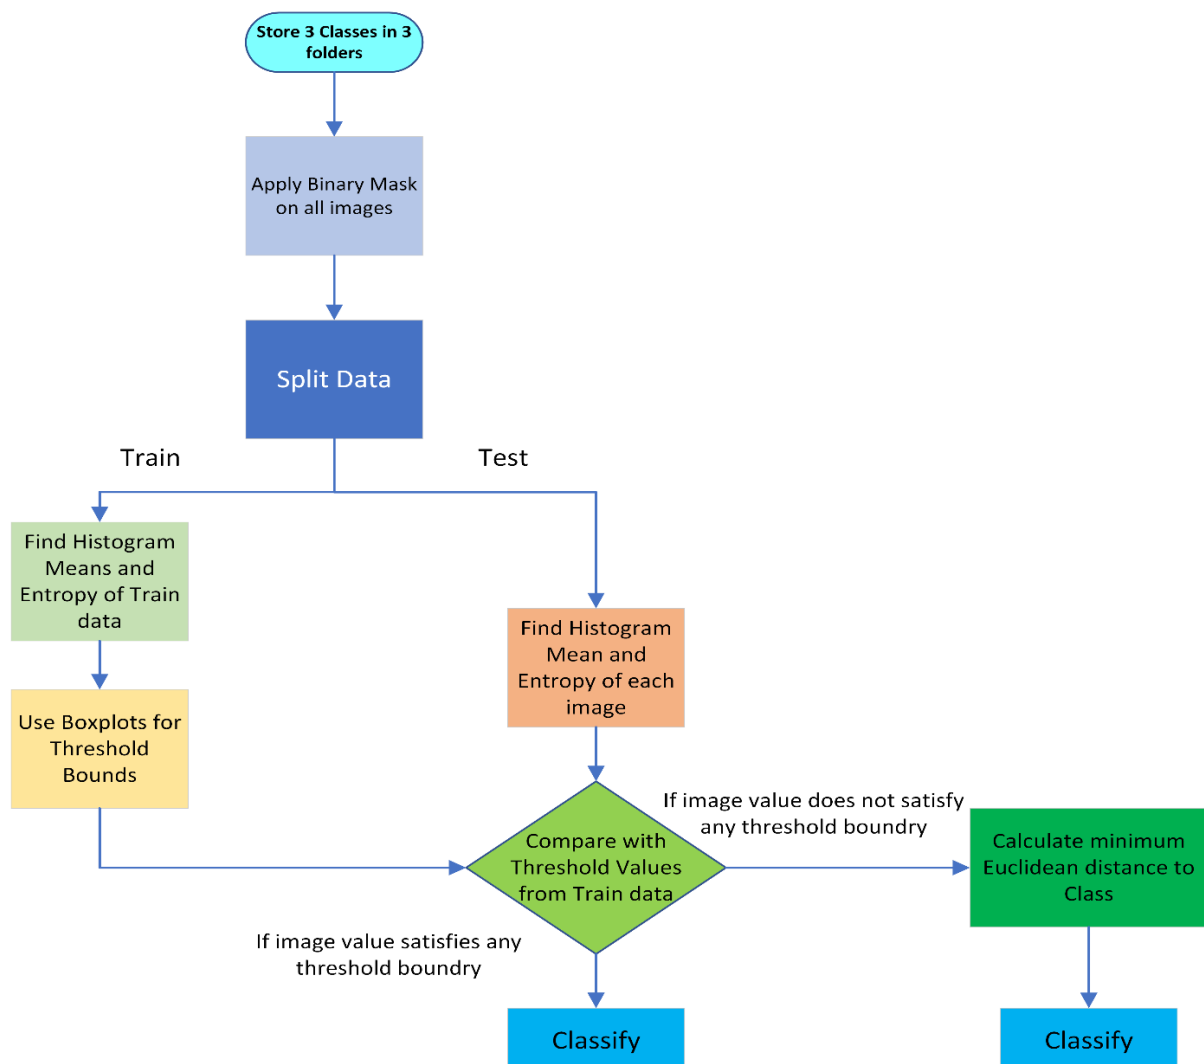 Store 3 Classes in 3
folders
Apply Binary Mask
on all images
Split Data
Train
Test
Find Histogram
Means and
Entropy of Train
data
Use Boxplots for
Threshold
Bounds
Find Histogram
Mean and
Entropy of each
image
Compare with
Threshold Values
from Train data
If image value does not satisfy
any threshold boundry
Calculate minimum
Euclidean distance to
Class
If image value satisfies any
threshold boundry
Classify
Classify